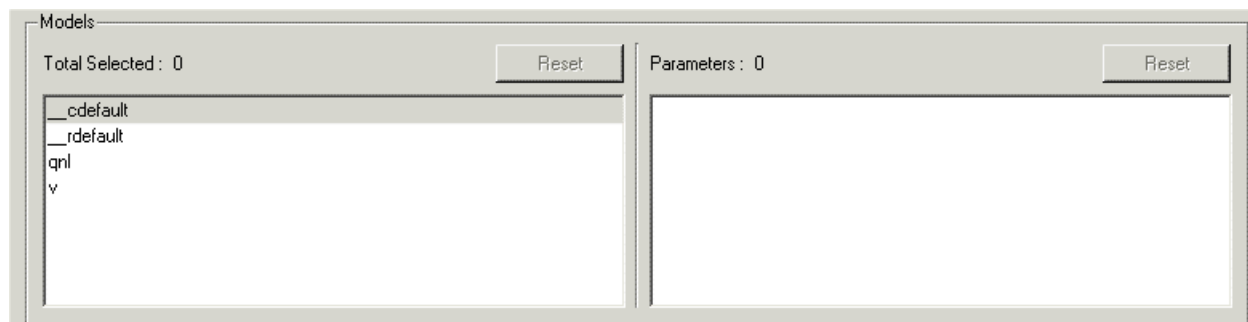 Models
Total Selected : 0
Reset
Parameters : 0
Reset
__cdefault
__rdefault
qnl
v